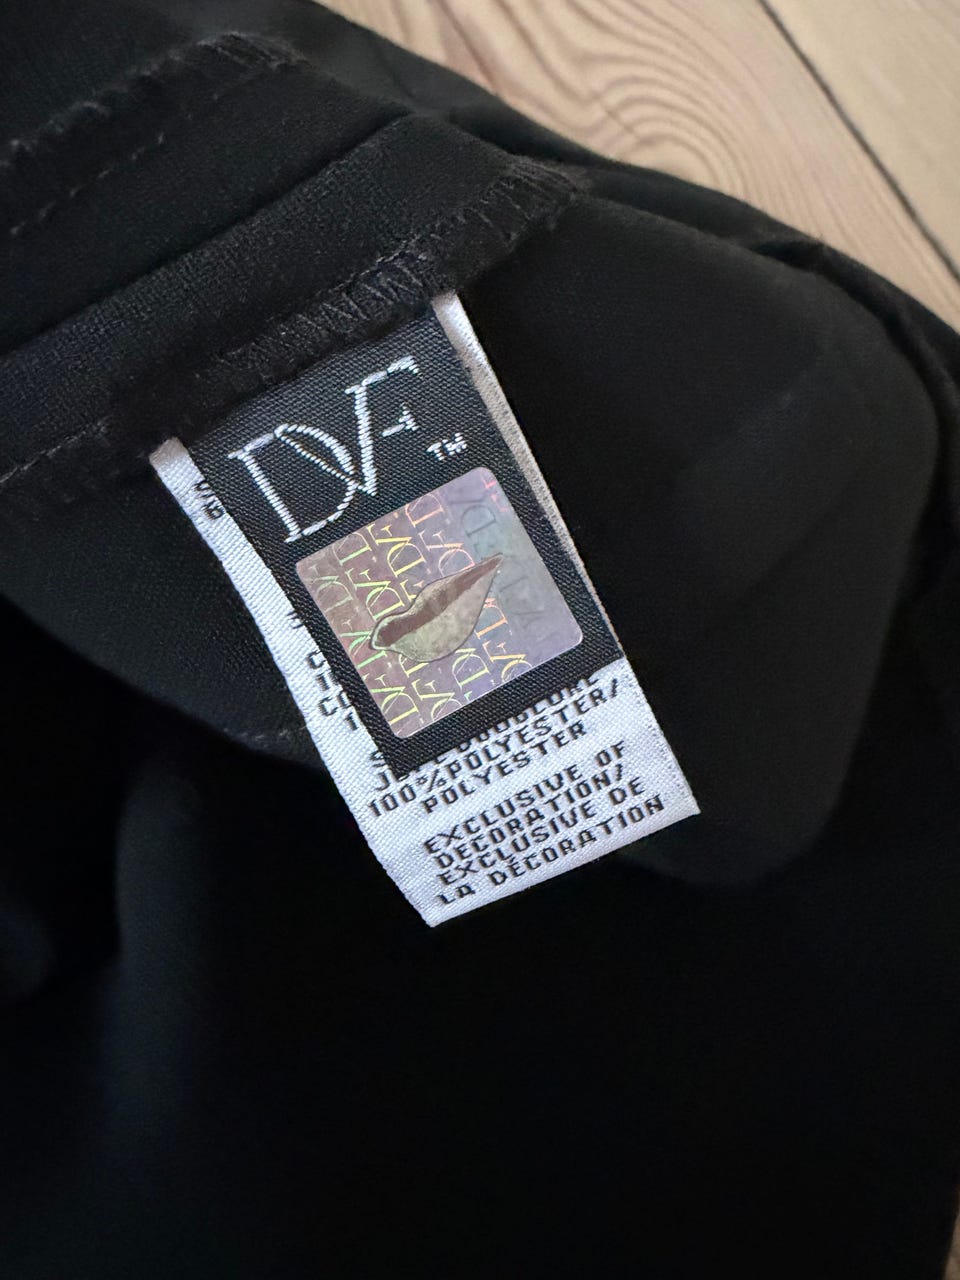 DVF
TM
100%POLYESTER/
POLYESTER
EXCLUSIVE OF
DECORATION/
EXCLUSIVE DE
LA DÉCORATION